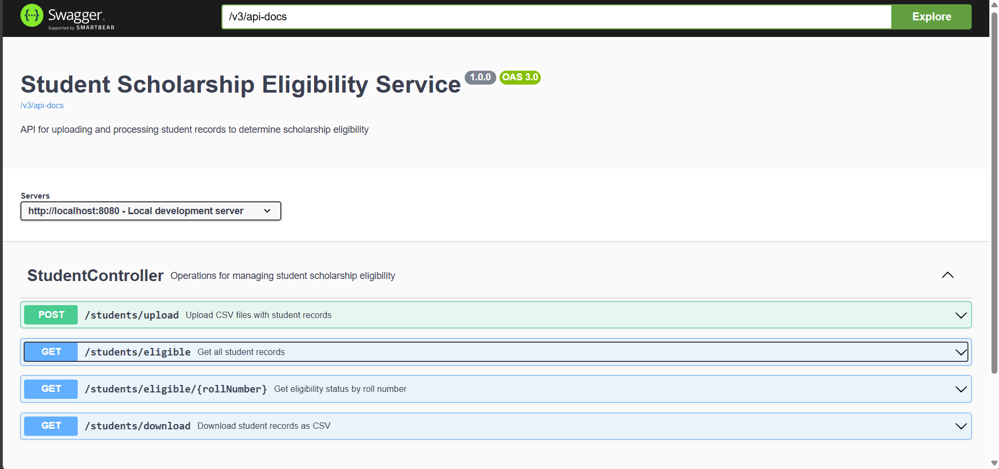 Swagger
Supported by SMARTBEAR
/v3/api-docs
Explore
Student Scholarship Eligibility Service 1.0.0 OAS 3.0
/v3/api-docs
API for uploading and processing student records to determine scholarship eligibility
Servers
http://localhost:8080 - Local development server
StudentController Operations for managing student scholarship eligibility
POST /students/upload Upload CSV files with student records
GET /students/eligible Get all student records
GET /students/eligible/{rollNumber} Get eligibility status by roll number
GET /students/download Download student records as CSV